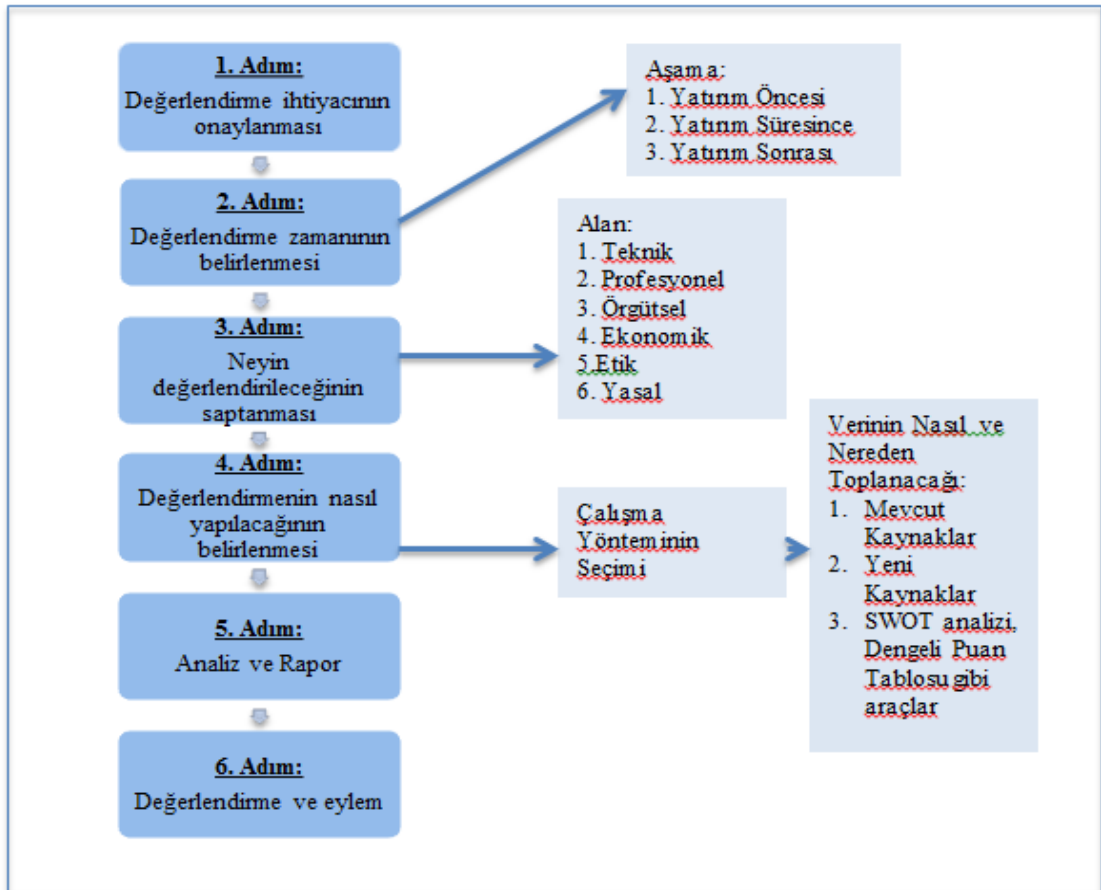 1. Adım:
Değerlendirme ihtiyacının
onaylanması
2. Adım:
Değerlendirme zamanının
belirlenmesi
3. Adım:
Neyin
değerlendirileceğinin
saptanması
4. Adım:
Değerlendirmenin nasıl
yapılacağının
belirlenmesi
5. Adım:
Analiz ve Rapor
6. Adım:
Değerlendirme ve eylem
Aşama:
1. Yatırım Öncesi
2. Yatırım Süresince
3. Yatırım Sonrası
Alan:
1. Teknik
2. Profesyonel
3. Örgütsel
4. Ekonomik
5.Etik
6. Yasal
Çalışma
Yönteminin
Seçimi
Verinin Nasıl ve
Nereden
Toplanacağı:
1. Mevcut
Kaynaklar
2. Yeni
Kaynaklar
3. SWOT analizi,
Dengeli Puan
Tablosu gibi
araçlar